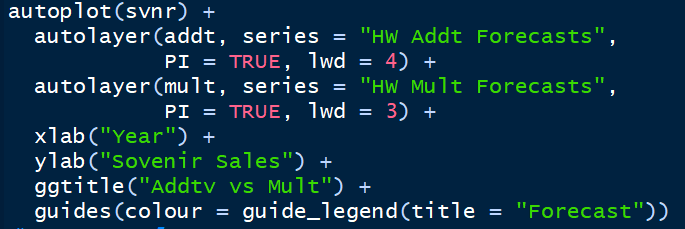 autoplot(svnr) +
  autolayer(addt, series = "HW Addt Forecasts",
            PI = TRUE, lwd = 4) +
  autolayer(mult, series = "HW Mult Forecasts",
            PI = TRUE, lwd = 3) +
  xlab("Year") +
  ylab("Sovenir Sales") +
  ggtitle("Addtv vs Mult") +
  guides(colour = guide_legend(title = "Forecast"))